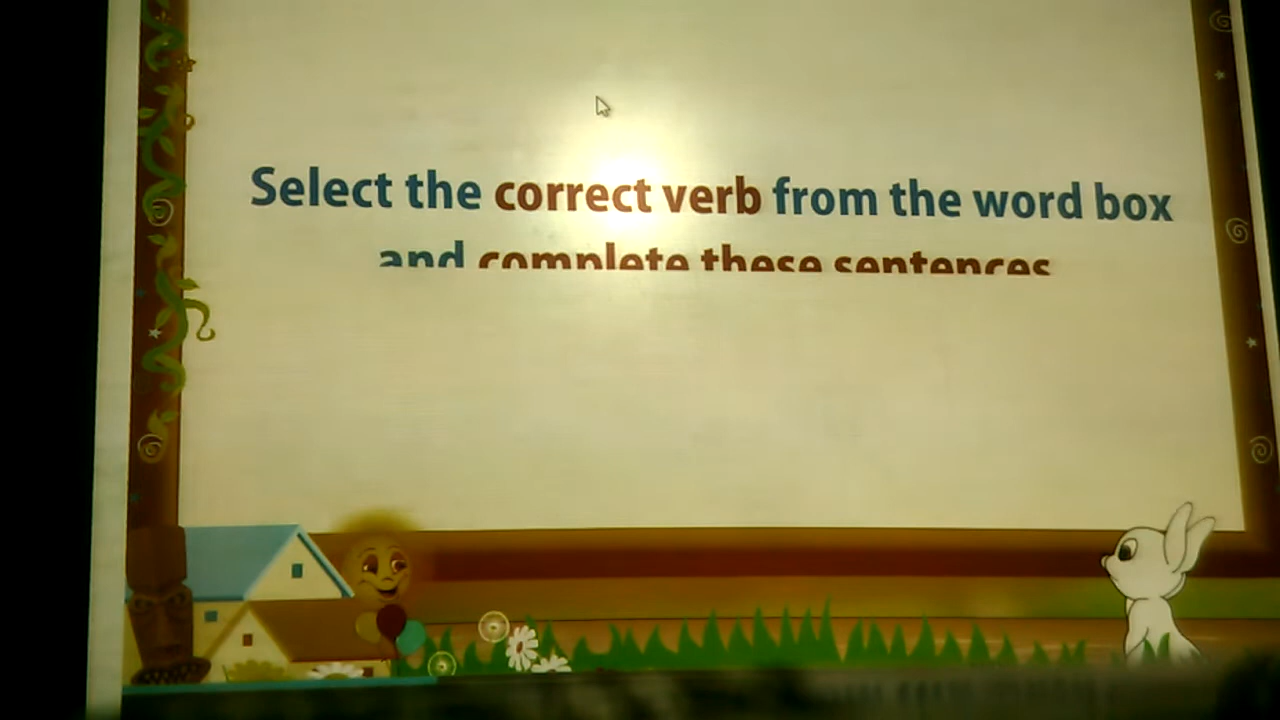 Select the correct verb from the word box
and complete these sentences